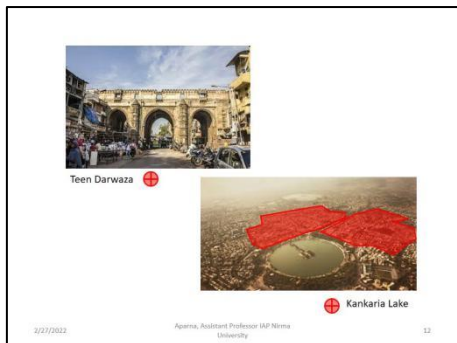 Teen Darwaza
Kankaria Lake
2/27/2022
Aparna, Assistant Professor IAP Nirma
University
12